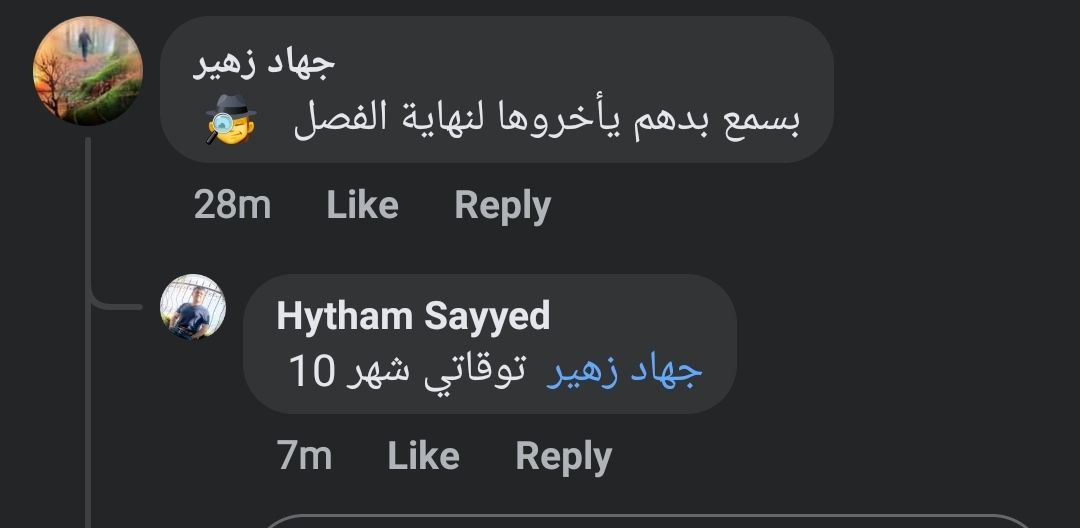 جهاد زهير
بسمع بدهم يأخروها لنهاية الفصل 🕵️
28m Like Reply
Hytham Sayyed
جهاد زهير توقاتي شهر 10
7m Like Reply